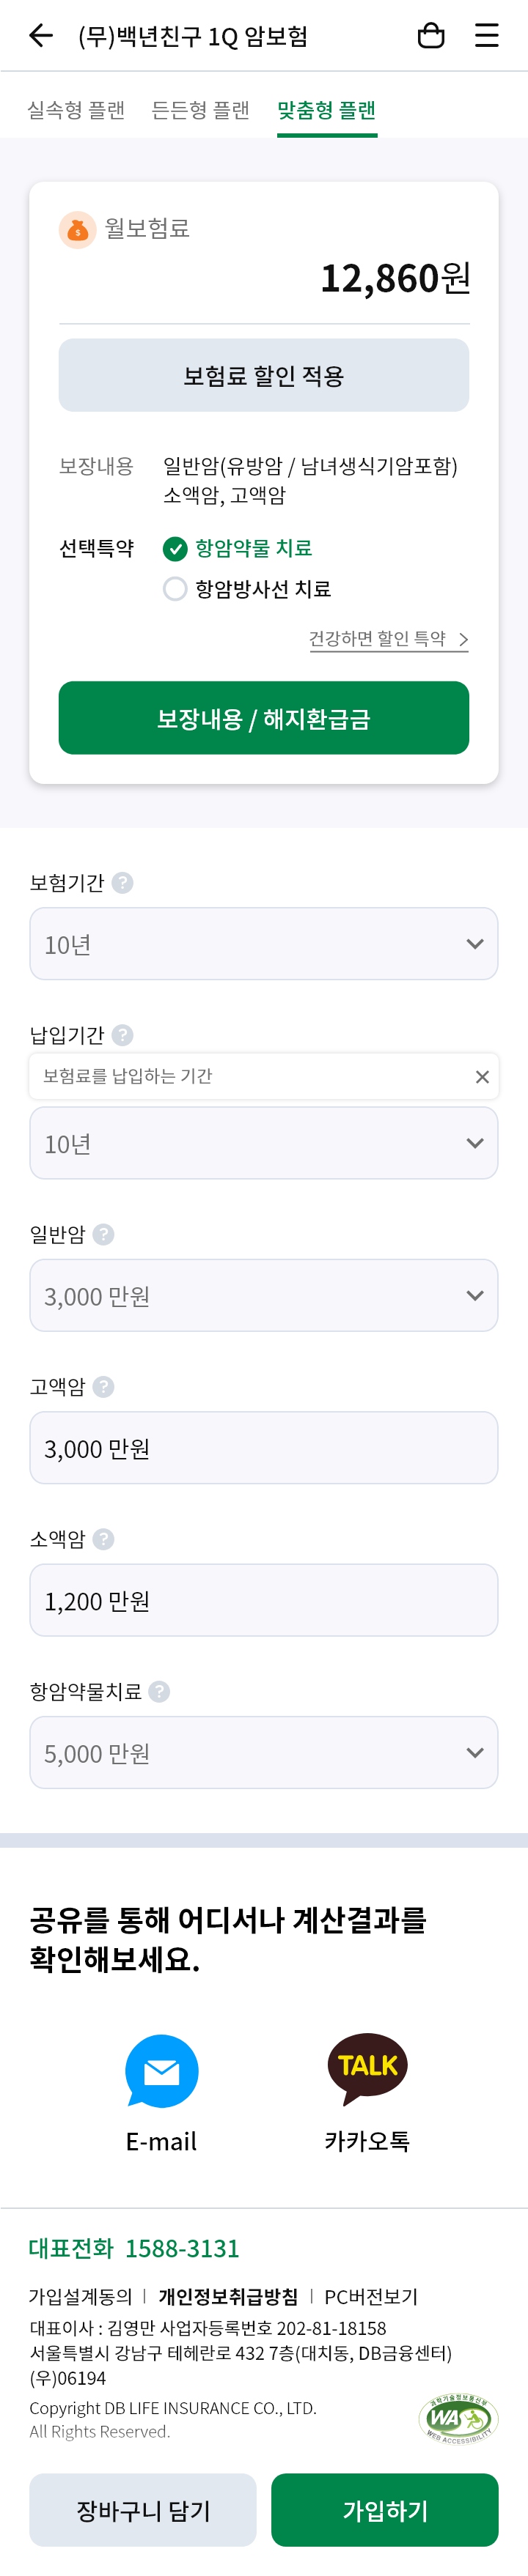 (무)백년친구 1Q 암보험
실속형 플랜 든든형 플랜 맞춤형 플랜
$ 월보험료
12,860원
보험료 할인 적용
보장내용 일반암(유방암 / 남녀생식기암포함)
소액암, 고액암
선택특약 항암약물 치료
항암방사선 치료
건강하면 할인 특약 >
보장내용 / 해지환급금
보험기간 ?
10년
납입기간 ?
보험료를 납입하는 기간 ×
10년
일반암 ?
3,000 만원
고액암 ?
3,000 만원
소액암 ?
1,200 만원
항암약물치료 ?
5,000 만원
공유를 통해 어디서나 계산결과를
확인해보세요.
TALK
E-mail 카카오톡
대표전화 1588-3131
가입설계동의 | 개인정보취급방침 | PC버전보기
대표이사 : 김영만 사업자등록번호 202-81-18158
서울특별시 강남구 테헤란로 432 7층(대치동, DB금융센터)
(우)06194
Copyright DB LIFE INSURANCE CO., LTD.
All Rights Reserved.
과학기술정보통신부
WA
WEB ACCESSIBILITY
장바구니 담기 가입하기